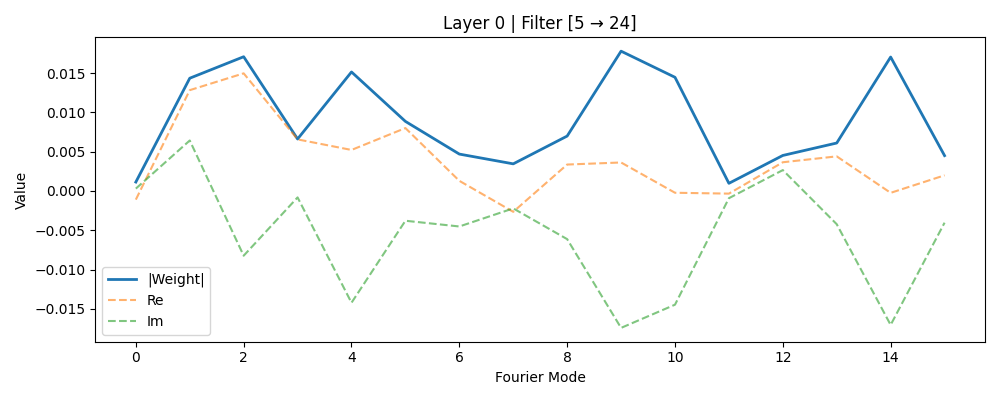 Layer 0 | Filter [5 → 24]
Value
0.015
0.010
0.005
0.000
−0.005
−0.010
−0.015
|Weight|
Re
Im
0 2 4 6 8 10 12 14
Fourier Mode